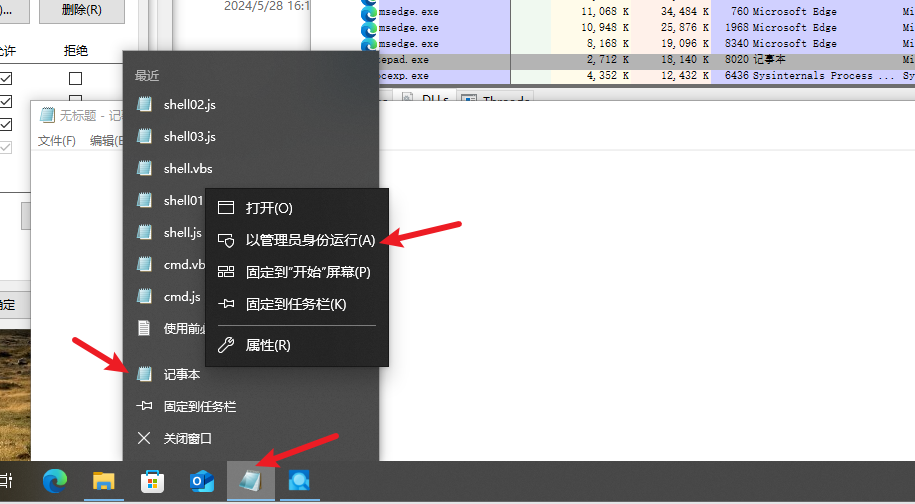 删除(R)
2024/5/28 16:1
拒绝
msedge.exe 11,068 K 34,484 K 760 Microsoft Edge Mi
msedge.exe 10,948 K 25,876 K 1968 Microsoft Edge Mi
msedge.exe 8,168 K 19,096 K 8340 Microsoft Edge Mi
epad.exe 2,712 K 18,140 K 8020 记事本 Mi
ocexp.exe 4,352 K 12,432 K 6436 Sysinternals Process ... Sy
无标题 - 记
文件(F) 编辑(E
最近
shell02.js
shell03.js
shell.vbs
shell01
shell.js
cmd.vb
cmd.js
使用前必
记事本
固定到任务栏
关闭窗口
打开(O)
以管理员身份运行(A)
固定到"开始"屏幕(P)
固定到任务栏(K)
属性(R)